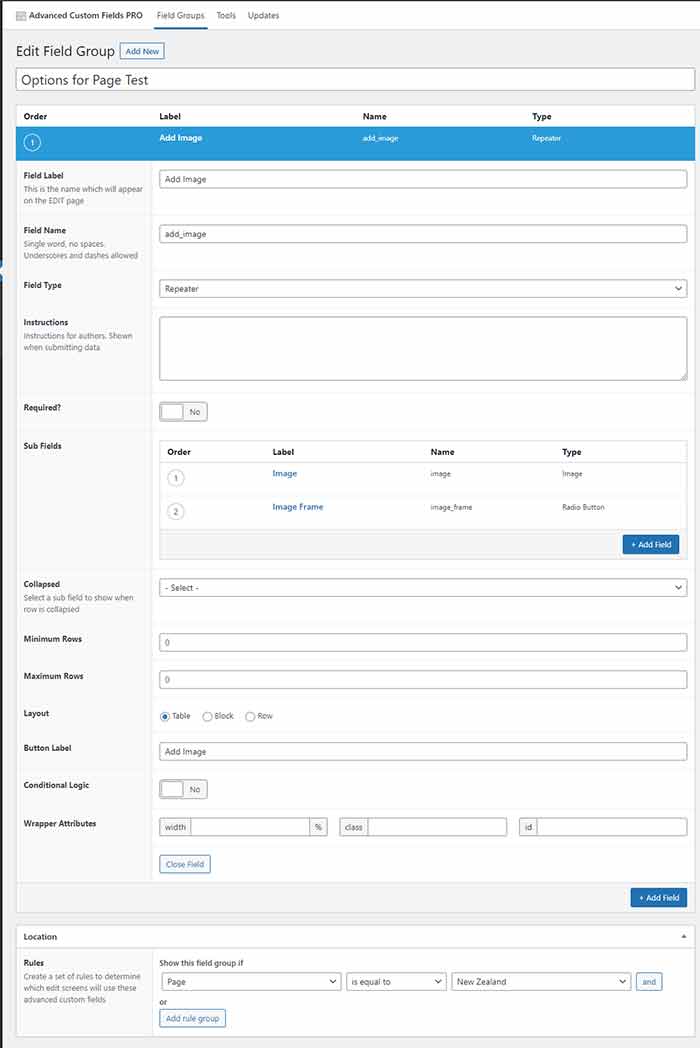 Advanced Custom Fields PRO Field Groups Tools Updates
Edit Field Group Add New
Options for Page Test
Order Label Name Type
1 Add Image add_image Repeater
Field Label
This is the name which will appear
on the EDIT page
Add Image
Field Name
Single word, no spaces.
Underscores and dashes allowed
add_image
Field Type
Repeater
Instructions
Instructions for authors. Shown
when submitting data
Required?
No
Sub Fields
Order Label Name Type
1 Image image Image
2 Image Frame image_frame Radio Button
+ Add Field
Collapsed
Select a sub field to show when
row is collapsed
- Select -
Minimum Rows
0
Maximum Rows
0
Layout
Table Block Row
Button Label
Add Image
Conditional Logic
No
Wrapper Attributes
width % class id
Close Field
+ Add Field
Location
Rules
Create a set of rules to determine
which edit screens will use these
advanced custom fields
Show this field group if
Page is equal to New Zealand and
or
Add rule group